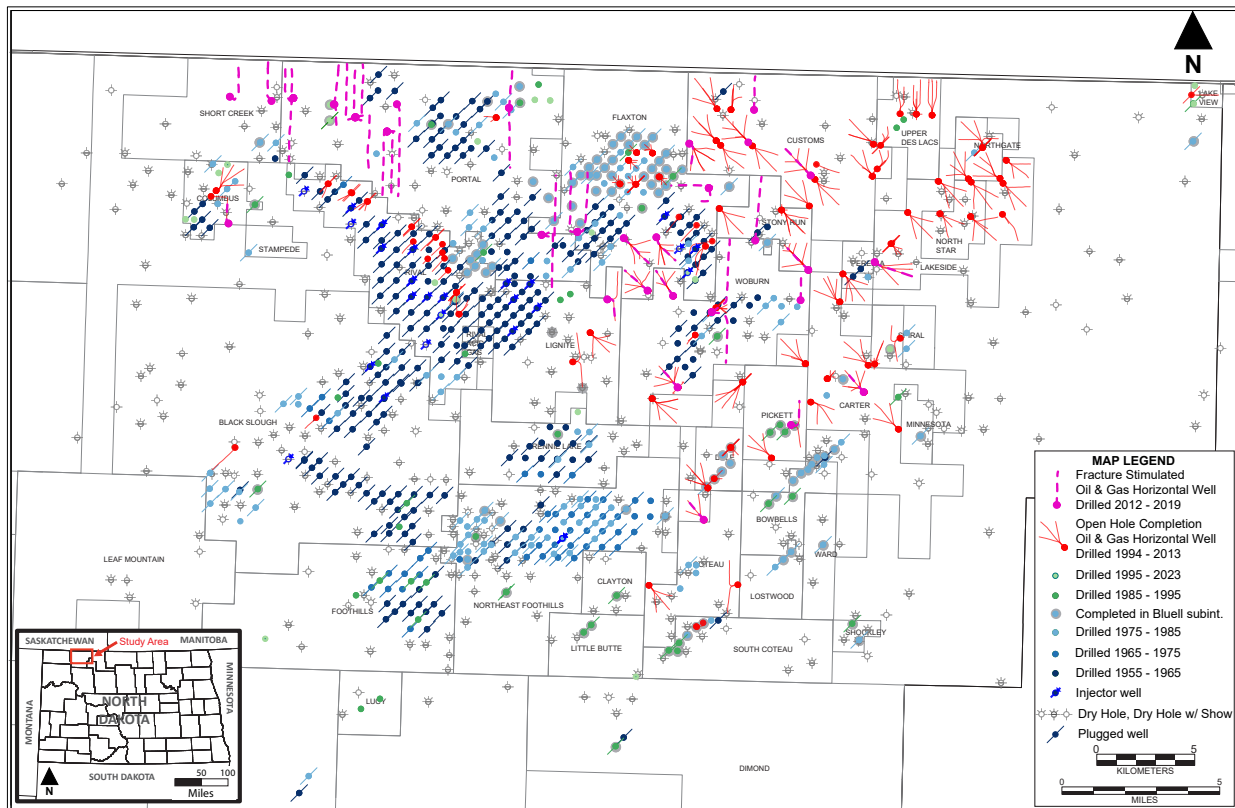 N
LAKE
VIEW
SHORT CREEK
FLAXTON
CUSTOMS
UPPER
DES LACS
NORTHGATE
PORTAL
COLUMBUS
STONY RUN
STAMPEDE
NORTH
STAR
RIVAL
LAKESIDE
WOBURN
RIVAL
GAS
LIGNITE
CARTER
MINNESOTA
PICKETT
BLACK SLOUGH
RENNIE LAKE
BOWBELLS
LEAF MOUNTAIN
WARD
CLAYTON
LOSTWOOD
NORTHEAST FOOTHILLS
FOOTHILLS
LITTLE BUTTE
SOUTH COTEAU
SHOCKLEY
LUCY
DIMOND
MAP LEGEND
Fracture Stimulated
Oil & Gas Horizontal Well
Drilled 2012 - 2019
Open Hole Completion
Oil & Gas Horizontal Well
Drilled 1994 - 2013
Drilled 1995 - 2023
Drilled 1985 - 1995
Completed in Bluell subint.
Drilled 1975 - 1985
Drilled 1965 - 1975
Drilled 1955 - 1965
Injector well
Dry Hole, Dry Hole w/ Show
Plugged well
0 5
KILOMETERS
0 5
MILES
SASKATCHEWAN
MANITOBA
Study Area
MONTANA
NORTH
DAKOTA
MINNESOTA
SOUTH DAKOTA
N
50 100
Miles